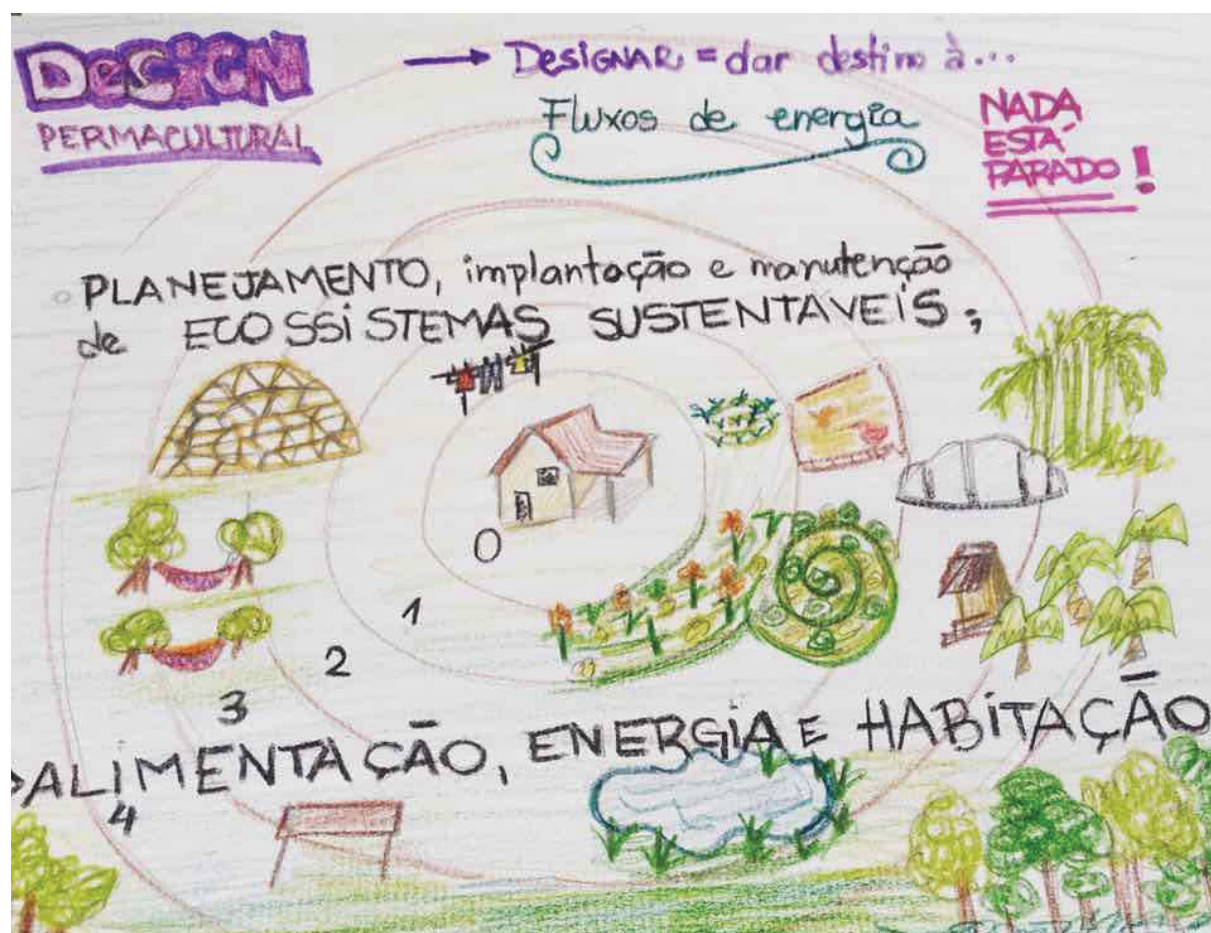 DESIGN
PERMACULTURAL
→ DESIGNAR = dar destino à...
Fluxos de energia
NADA
ESTÁ
PARADO!
PLANEJAMENTO, implantação e manutenção
de ECOSSISTEMAS SUSTENTÁVEIS;
0
1
2
3
>ALIMENTAÇÃO, ENERGIA E HABITAÇÃO
4